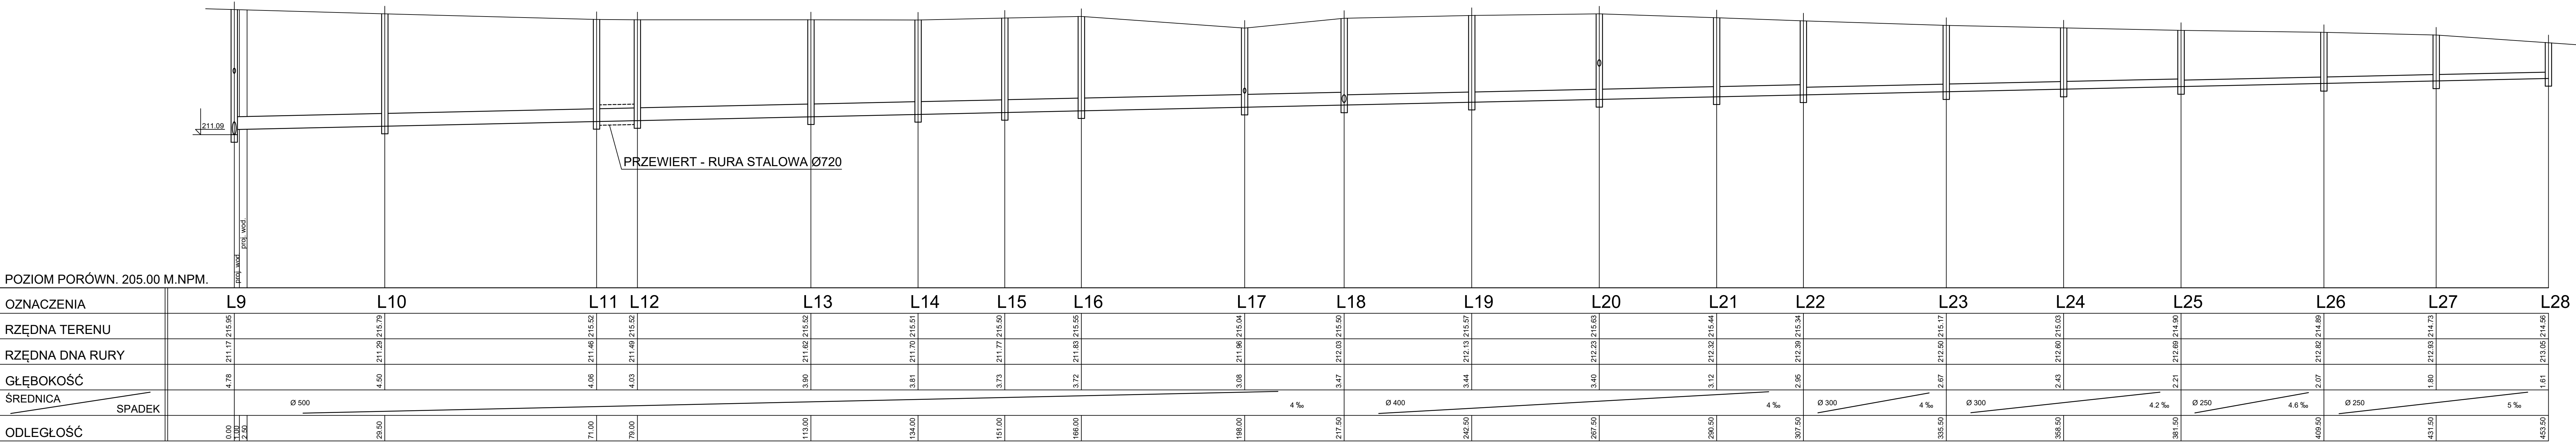 211.09
PRZEWIERT - RURA STALOWA Ø720
proj. wod.
proj. wod.
POZIOM PORÓWN. 205.00 M.NPM.
OZNACZENIA L9 L10 L11 L12 L13 L14 L15 L16 L17 L18 L19 L20 L21 L22 L23 L24 L25 L26 L27 L28
RZĘDNA TERENU 215.95 215.79 215.52 215.52 215.52 215.51 215.50 215.55 215.04 215.50 215.57 215.63 215.44 215.34 215.17 215.03 214.90 214.89 214.73 214.56
RZĘDNA DNA RURY 211.17 211.29 211.46 211.49 211.62 211.70 211.77 211.83 211.96 212.03 212.13 212.23 212.32 212.39 212.50 212.60 212.69 212.82 212.93 213.05
GŁĘBOKOŚĆ 4.78 4.50 4.06 4.03 3.90 3.81 3.73 3.72 3.08 3.47 3.44 3.40 3.12 2.95 2.67 2.43 2.21 2.07 1.80 1.61
ŚREDNICA
SPADEK
Ø 500 4 ‰ Ø 400 4 ‰ Ø 300 4 ‰ Ø 300 4.2 ‰ Ø 250 4.6 ‰ Ø 250 5 ‰
ODLEGŁOŚĆ 0.00 1.00 2.50 29.50 71.00 79.00 113.00 134.00 151.00 166.00 198.00 217.50 242.50 267.50 290.50 307.50 335.50 358.50 381.50 409.50 431.50 453.50